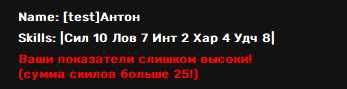 Name: [test]Антон
Skills: |Сил 10 Лов 7 Инт 2 Хар 4 Удч 8|
Ваши показатели слишком высоки!
(сумма скилов больше 25!)